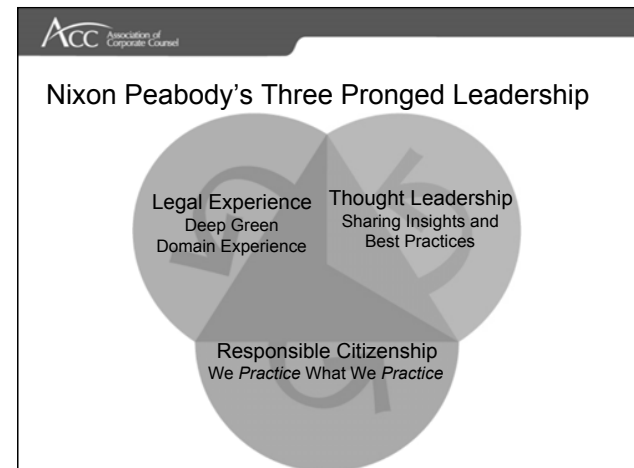 ACC Association of
Corporate Counsel
Nixon Peabody's Three Pronged Leadership
Legal Experience
Deep Green
Domain Experience
Thought Leadership
Sharing Insights and
Best Practices
Responsible Citizenship
We Practice What We Practice